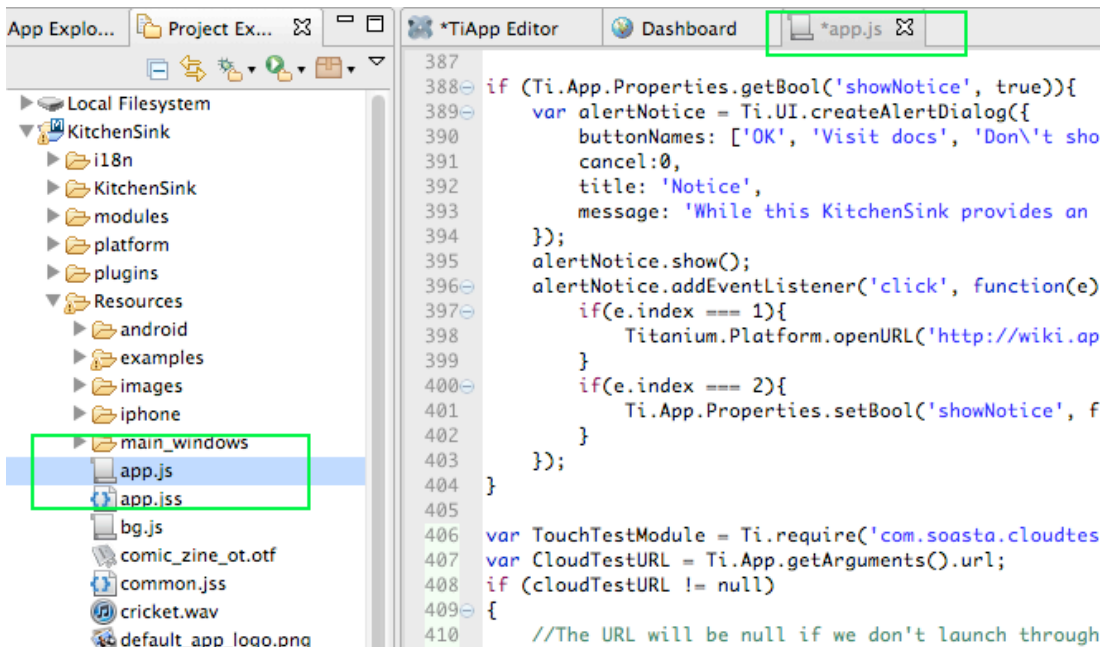 App Explo...
Project Ex...
Local Filesystem
KitchenSink
i18n
KitchenSink
modules
platform
plugins
Resources
android
examples
images
iphone
main_windows
app.js
app.jss
bg.js
comic_zine_ot.otf
common.jss
cricket.wav
default_app_logo.png
*TiApp Editor
Dashboard
*app.js
387
388 if (Ti.App.Properties.getBool('showNotice', true)){
389 var alertNotice = Ti.UI.createAlertDialog({
390 buttonNames: ['OK', 'Visit docs', 'Don\'t sho
391 cancel:0,
392 title: 'Notice',
393 message: 'While this KitchenSink provides an
394 });
395 alertNotice.show();
396 alertNotice.addEventListener('click', function(e)
397 if(e.index === 1){
398 Titanium.Platform.openURL('http://wiki.ap
399 }
400 if(e.index === 2){
401 Ti.App.Properties.setBool('showNotice', f
402 }
403 });
404 }
405
406 var TouchTestModule = Ti.require('com.soasta.cloudtes
407 var CloudTestURL = Ti.App.getArguments().url;
408 if (cloudTestURL != null)
409 {
410 //The URL will be null if we don't launch through